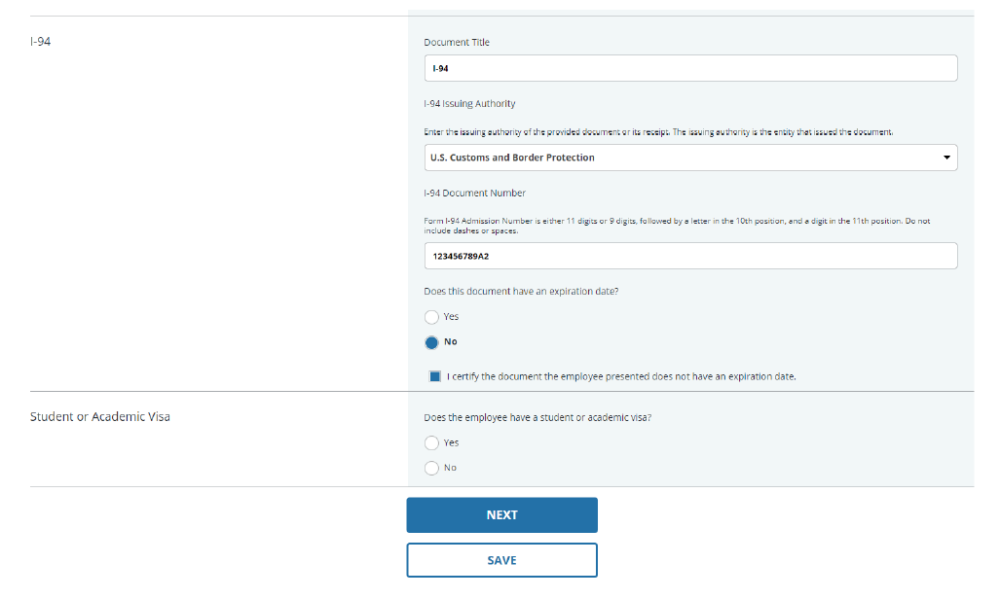 I-94
Document Title
I-94
I-94 Issuing Authority
Enter the issuing authority of the provided document or its receipt. The issuing authority is the entity that issued the document.
U.S. Customs and Border Protection
I-94 Document Number
Form I-94 Admission Number is either 11 digits or 9 digits, followed by a letter in the 10th position, and a digit in the 11th position. Do not
include dashes or spaces.
123456789A2
Does this document have an expiration date?
Yes
No
I certify the document the employee presented does not have an expiration date.
Student or Academic Visa
Does the employee have a student or academic visa?
Yes
No
NEXT
SAVE